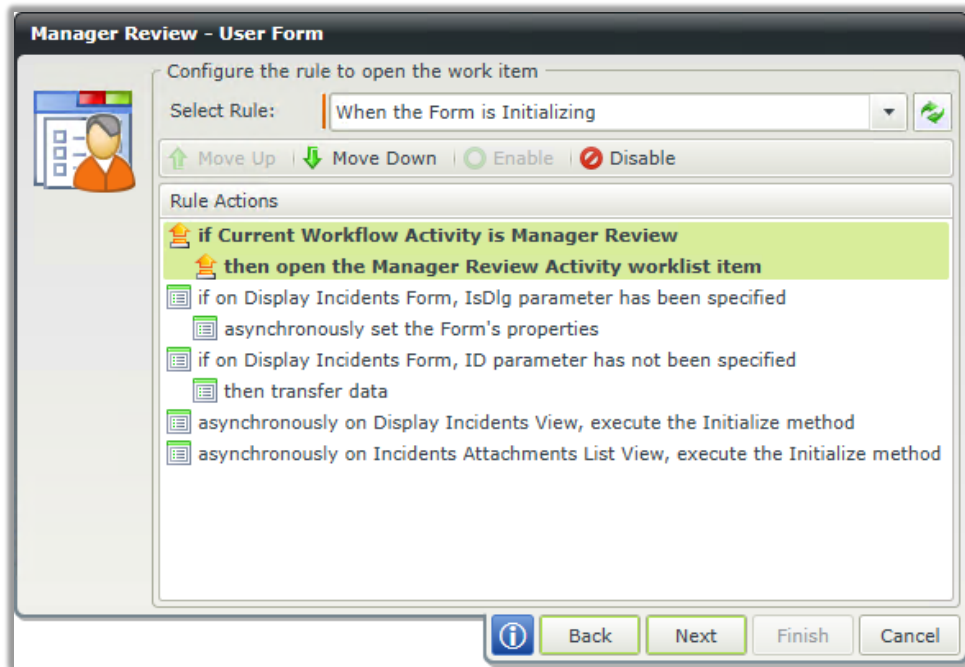 Manager Review - User Form
Configure the rule to open the work item
Select Rule: When the Form is Initializing
Move Up Move Down Enable Disable
Rule Actions
if Current Workflow Activity is Manager Review
then open the Manager Review Activity worklist item
if on Display Incidents Form, IsDlg parameter has been specified
asynchronously set the Form's properties
if on Display Incidents Form, ID parameter has not been specified
then transfer data
asynchronously on Display Incidents View, execute the Initialize method
asynchronously on Incidents Attachments List View, execute the Initialize method
Back Next Finish Cancel